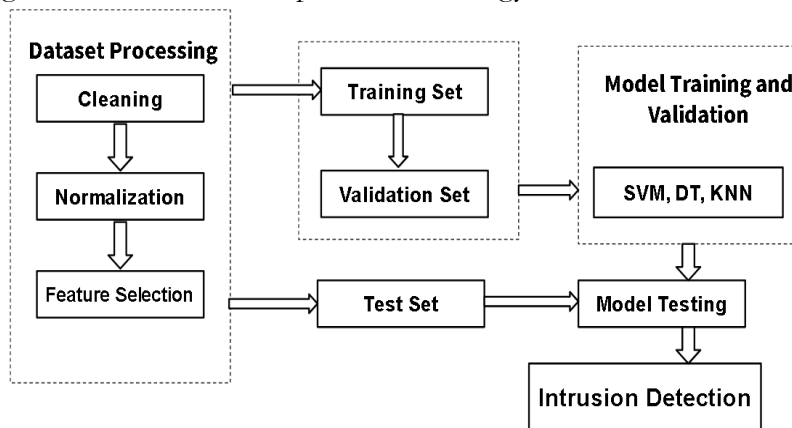 Dataset Processing
Cleaning
Normalization
Feature Selection
Training Set
Validation Set
Test Set
Model Training and
Validation
SVM, DT, KNN
Model Testing
Intrusion Detection